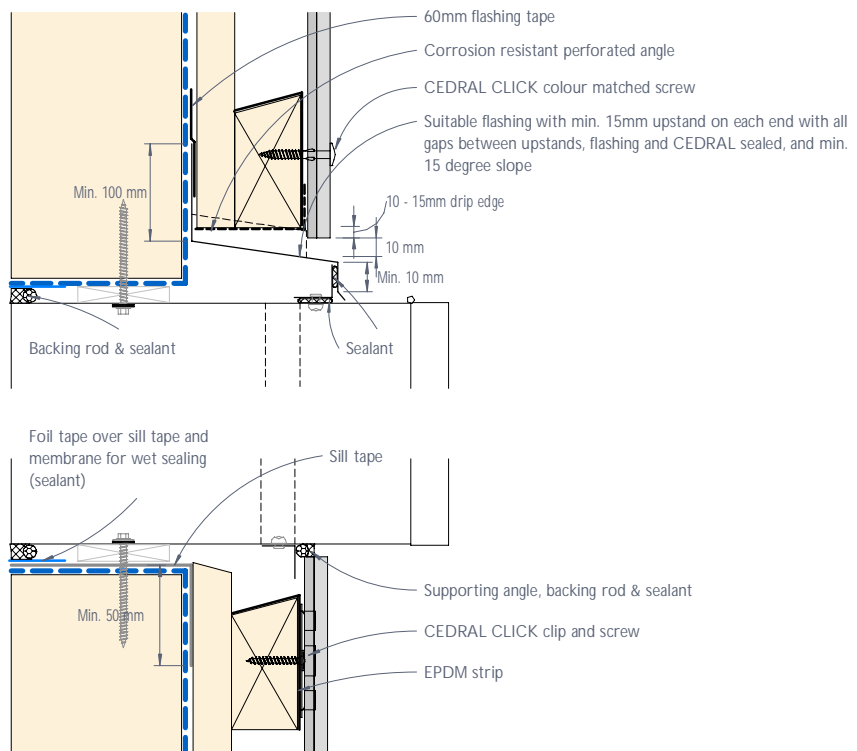 60mm flashing tape
Corrosion resistant perforated angle
CEDRAL CLICK colour matched screw
Suitable flashing with min. 15mm upstand on each end with all
gaps between upstands, flashing and CEDRAL sealed, and min.
15 degree slope
Min. 100 mm
10 - 15mm drip edge
10 mm
Min. 10 mm
Backing rod & sealant
Sealant
Foil tape over sill tape and
membrane for wet sealing
(sealant)
Sill tape
Min. 50 mm
Supporting angle, backing rod & sealant
CEDRAL CLICK clip and screw
EPDM strip